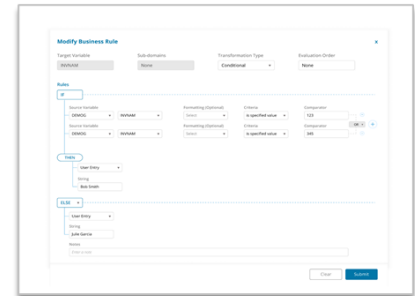 Modify Business Rule x
Target Variable Sub-domains Transformation Type Evaluation Order
INVNAM None Conditional None
Rules
IF
Source Variable Formatting (Optional) Criteria Comparator
DEMOG INVNAM Select is specified value 123
Source Variable Formatting (Optional) Criteria Comparator OR +
DEMOG INVNAM Select is specified value 345
THEN
User Entry
String
Bob Smith
ELSE
User Entry
String
Julie Garcia
Notes
Enter a note
Clear Submit